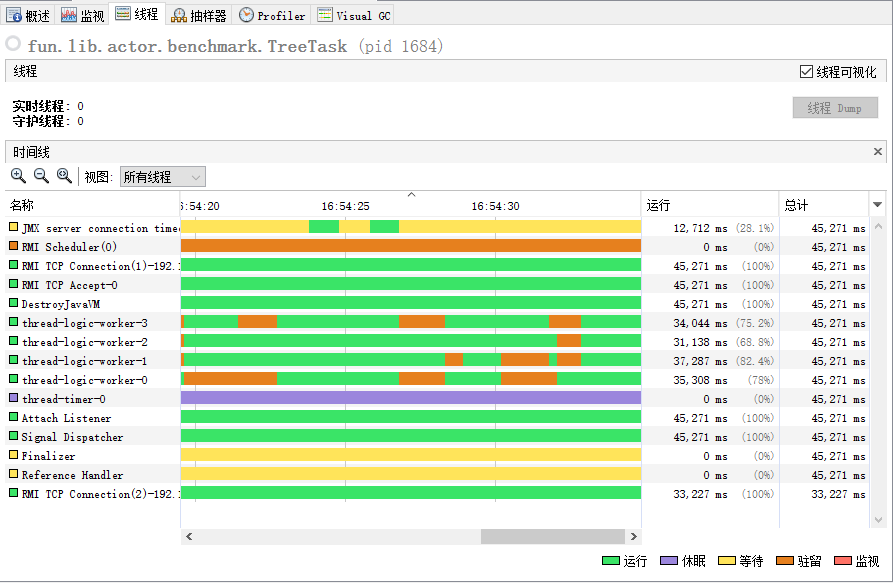 概述 监视 线程 抽样器 Profiler Visual GC
fun.lib.actor.benchmark.TreeTask (pid 1684)
线程 线程可视化
实时线程: 0
守护线程: 0
线程 Dump
时间线
视图: 所有线程
名称 16:54:25 16:54:30 运行 总计
JMX server connection 12,712 ms (28.1%) 45,271 ms
RMI Scheduler(0) 0 ms (0%) 45,271 ms
RMI TCP Connection(1)-192. 45,271 ms (100%) 45,271 ms
RMI TCP Accept-0 45,271 ms (100%) 45,271 ms
DestroyJavaVM 45,271 ms (100%) 45,271 ms
thread-logic-worker-3 34,044 ms (75.2%) 45,271 ms
thread-logic-worker-2 31,138 ms (68.8%) 45,271 ms
thread-logic-worker-1 37,287 ms (82.4%) 45,271 ms
thread-logic-worker-0 35,308 ms (78%) 45,271 ms
thread-timer-0 0 ms (0%) 45,271 ms
Attach Listener 45,271 ms (100%) 45,271 ms
Signal Dispatcher 45,271 ms (100%) 45,271 ms
Finalizer 0 ms (0%) 45,271 ms
Reference Handler 0 ms (0%) 45,271 ms
RMI TCP Connection(2)-192. 33,227 ms (100%) 33,227 ms
运行 休眠 等待 驻留 监视